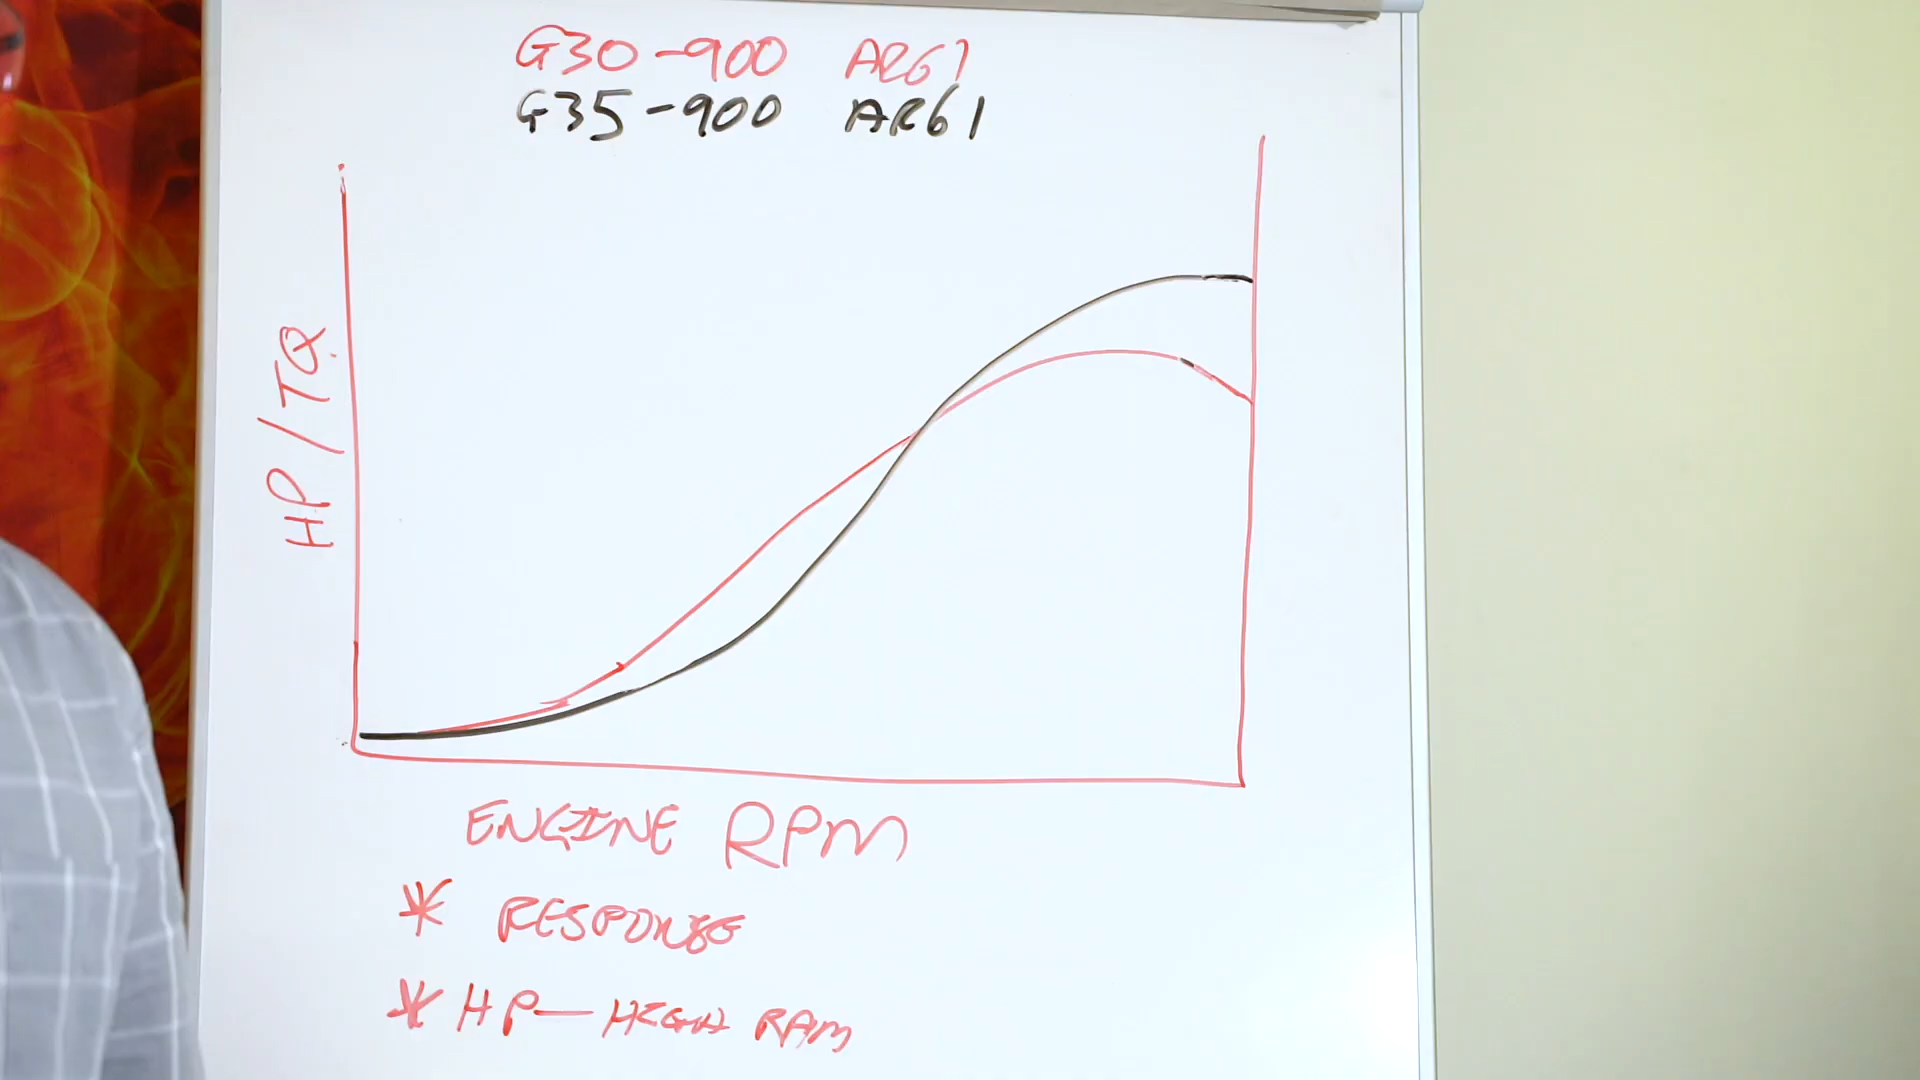 G30-900 AR61
G35-900 AR61
HP/TQ
ENGINE RPM
* RESPONSE
* HP-HIGH RPM